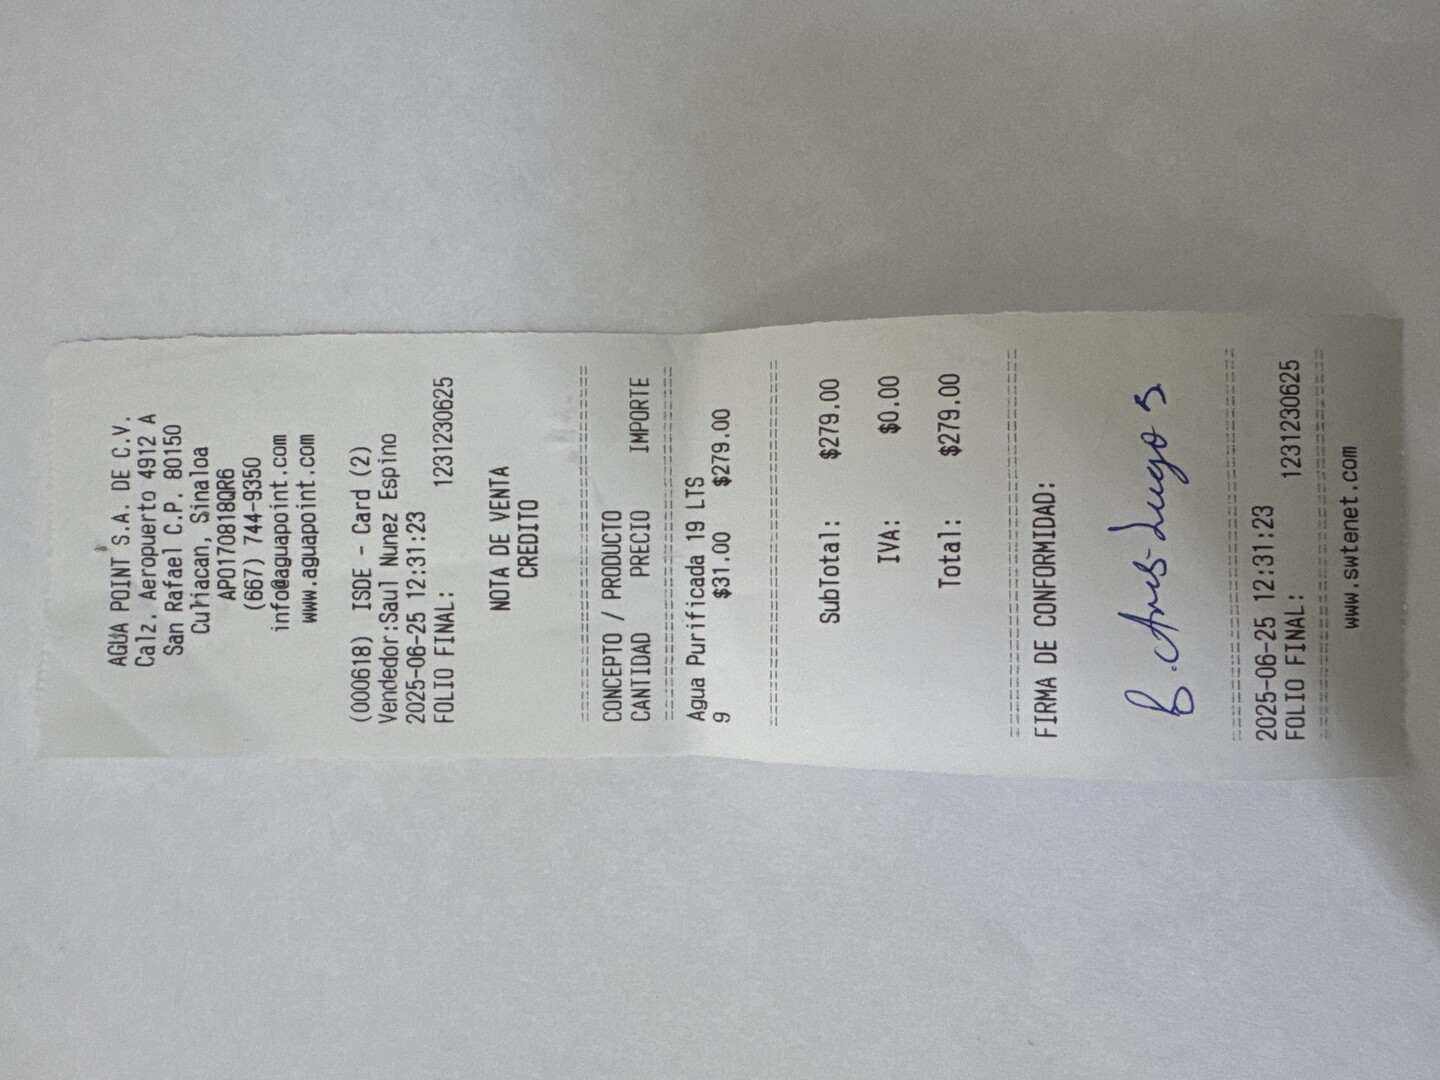 AGUA POINT S.A. DE C.V.
Calz. Aeropuerto 4912 A
San Rafael C.P. 80150
Culiacan, Sinaloa
APO170818QR6
(667) 744-9350
info@aguapoint.com
www.aguapoint.com
(000618) ISDE - Card (2)
Vendedor:Saul Nunez Espino
2025-06-25 12:31:23
FOLIO FINAL: 1231230625
NOTA DE VENTA
CREDITO
CONCEPTO / PRODUCTO
CANTIDAD PRECIO IMPORTE
Agua Purificada 19 LTS
9 $31.00 $279.00
SubTotal: $279.00
IVA: $0.00
Total: $279.00
FIRMA DE CONFORMIDAD:
B. Lugo S
2025-06-25 12:31:23
FOLIO FINAL: 1231230625
www.swtenet.com